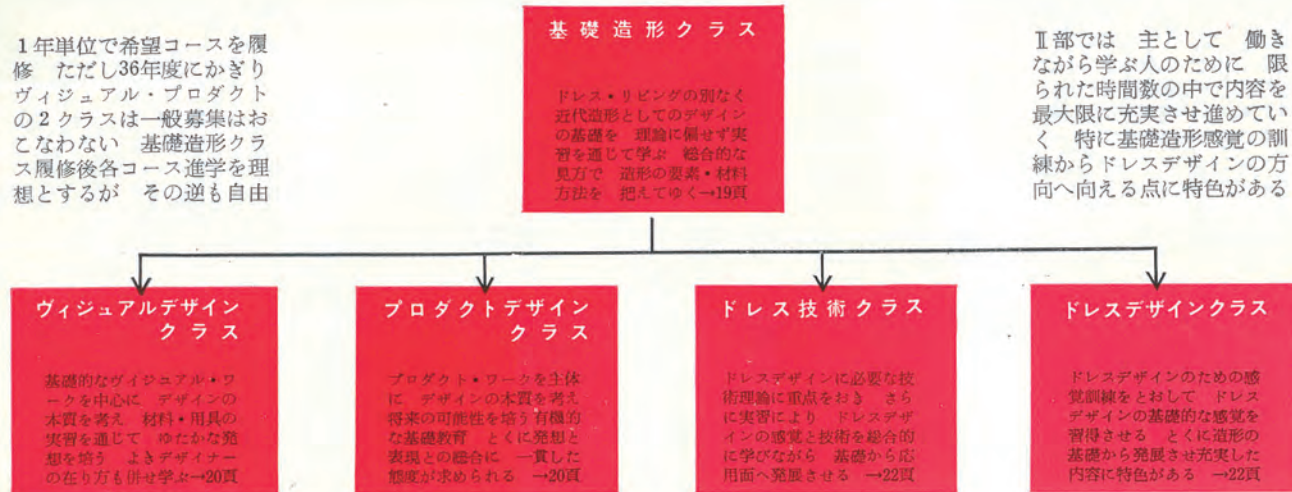 1年単位で希望コースを履
修　ただし36年度にかぎり
ヴィジュアル・プロダクト
の2クラスは一般募集はお
こなわない　基礎造形クラ
ス履修後各コース進学を理
想とするが　その逆も自由
基礎造形クラス
ドレス・リビングの別なく
近代造形としてのデザイン
の基礎を　理論に偏せず実
習を通じて学ぶ　総合的な
見方で　造形の要素・材料
方法を　把えてゆく→19頁
Ⅱ部では　主として　働き
ながら学ぶ人のために　限
られた時間数の中で内容を
最大限に充実させ進めてい
く　特に基礎造形感覚の訓
練からドレスデザインの方
向へ向える点に特色がある
ヴィジュアルデザイン
クラス
基礎的なヴィジュアル・ワ
ークを中心に　デザインの
本質を考え　材料・用具の
実習を通じて　ゆたかな発
想を培う　よきデザイナー
の在り方も併せ学ぶ→20頁
プロダクトデザイン
クラス
プロダクト・ワークを主体
に　デザインの本質を考え
将来の可能性を培う有機的
な基礎教育　とくに発想と
表現との総合に　一貫した
態度が求められる　→20頁
ドレス技術クラス
ドレスデザインに必要な技
術理論に重点をおき　さら
に実習により　ドレスデザ
インの感覚と技術を総合的
に学びながら　基礎から応
用面へ発展させる　→22頁
ドレスデザインクラス
ドレスデザインのための感
覚訓練をとおして　ドレス
デザインの基礎的な感覚を
習得させる　とくに造形の
基礎から発展させ充実した
内容に特色がある　→22頁